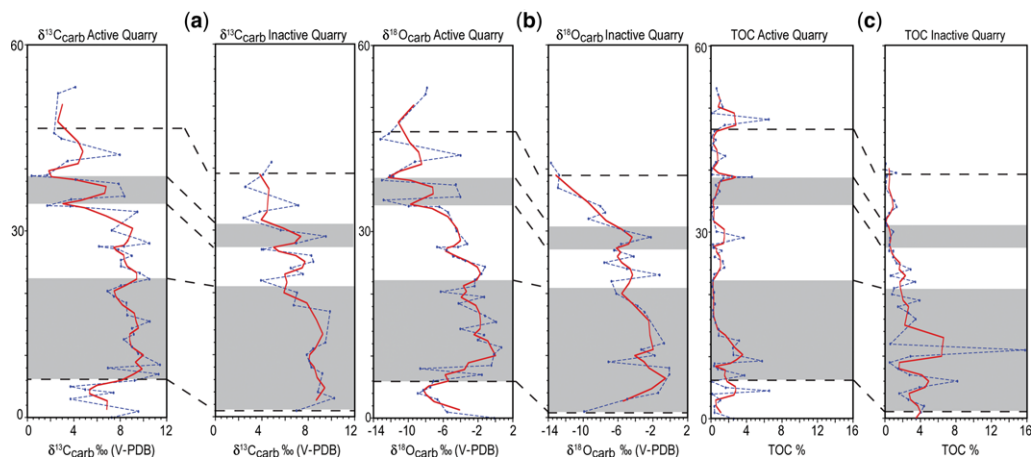 (a) (b) (c)
δ13Ccarb Active Quarry δ13Ccarb Inactive Quarry δ18Ocarb Active Quarry δ18Ocarb Inactive Quarry TOC Active Quarry TOC Inactive Quarry
60 60
30 30
0 0
0 4 8 12 0 4 8 12 -14 -10 -6 -2 2 -14 -10 -6 -2 2 0 4 8 12 16 0 4 8 12 16
δ13Ccarb ‰ (V-PDB) δ13Ccarb ‰ (V-PDB) δ18Ocarb ‰ (V-PDB) δ18Ocarb ‰ (V-PDB) TOC % TOC %